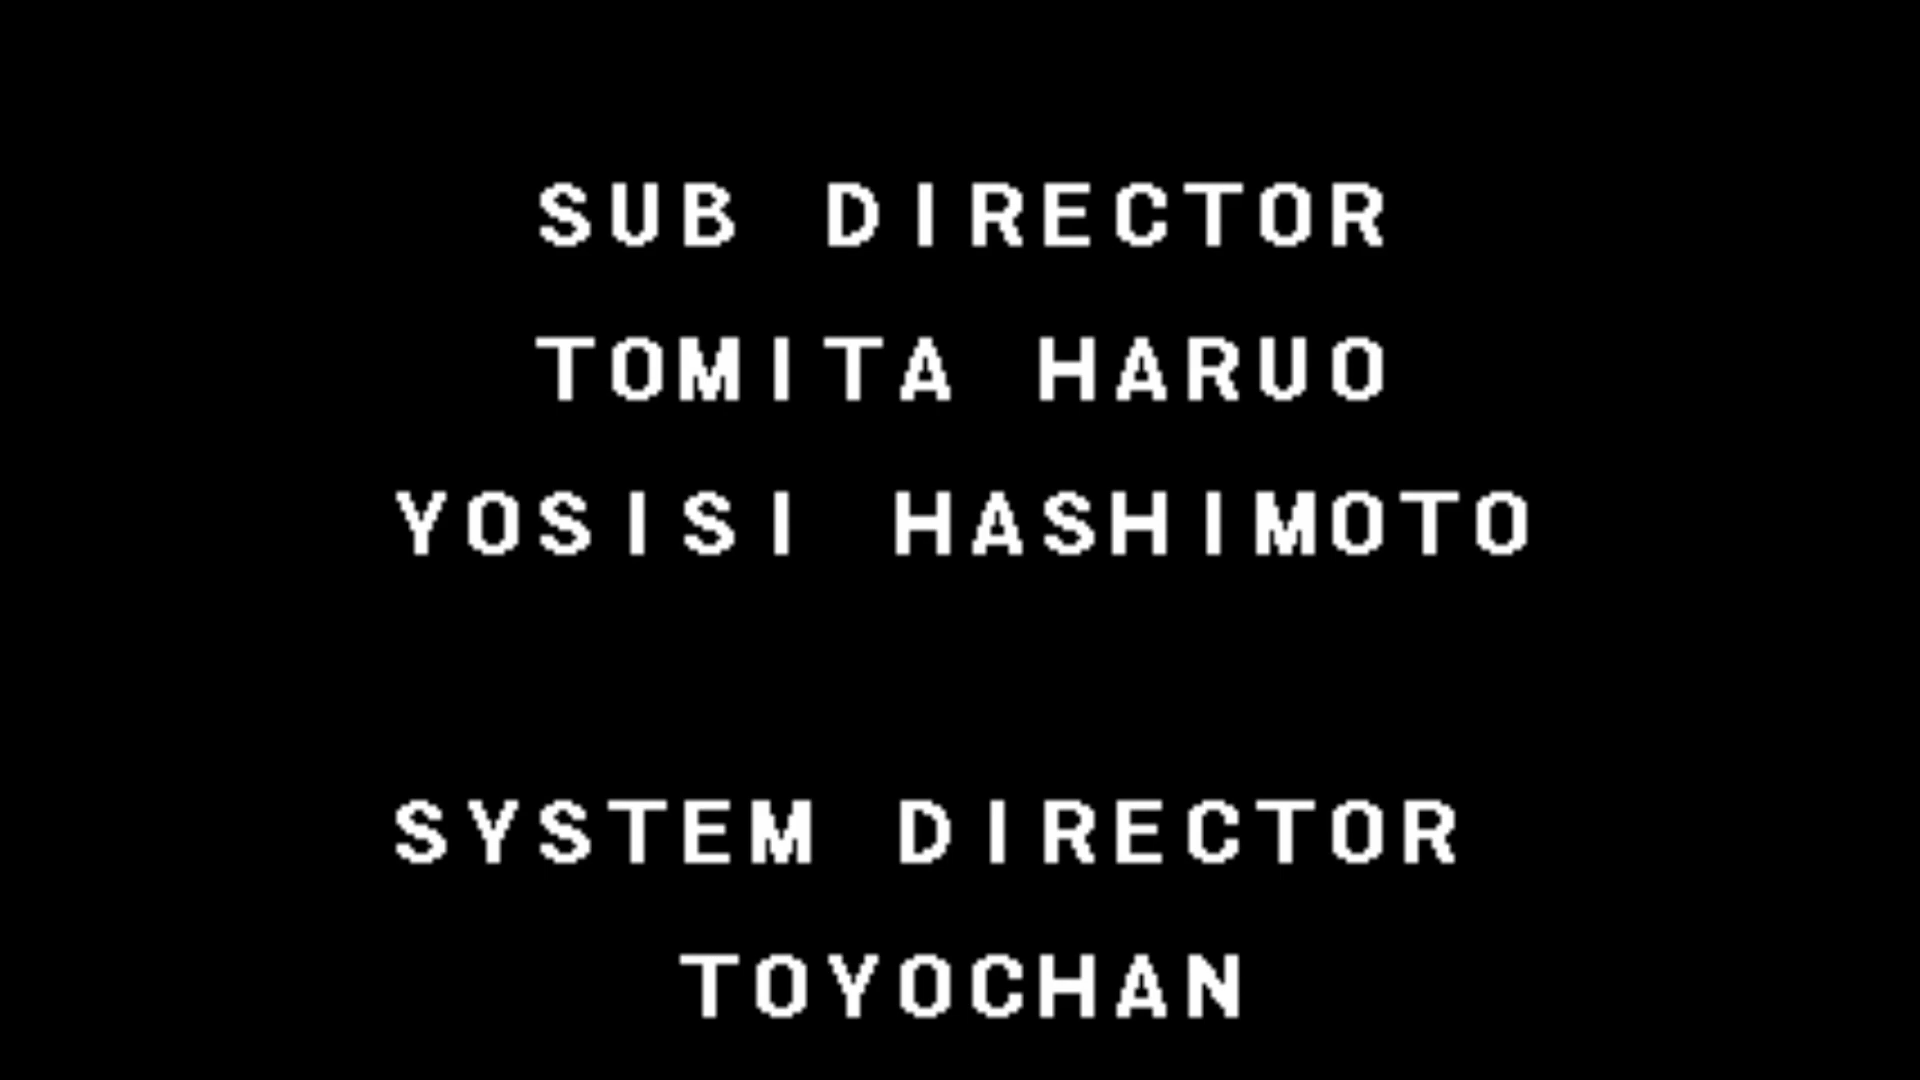 SUB DIRECTOR
TOMITA HARUO
YOSISI HASHIMOTO
SYSTEM DIRECTOR
TOYOCHAN